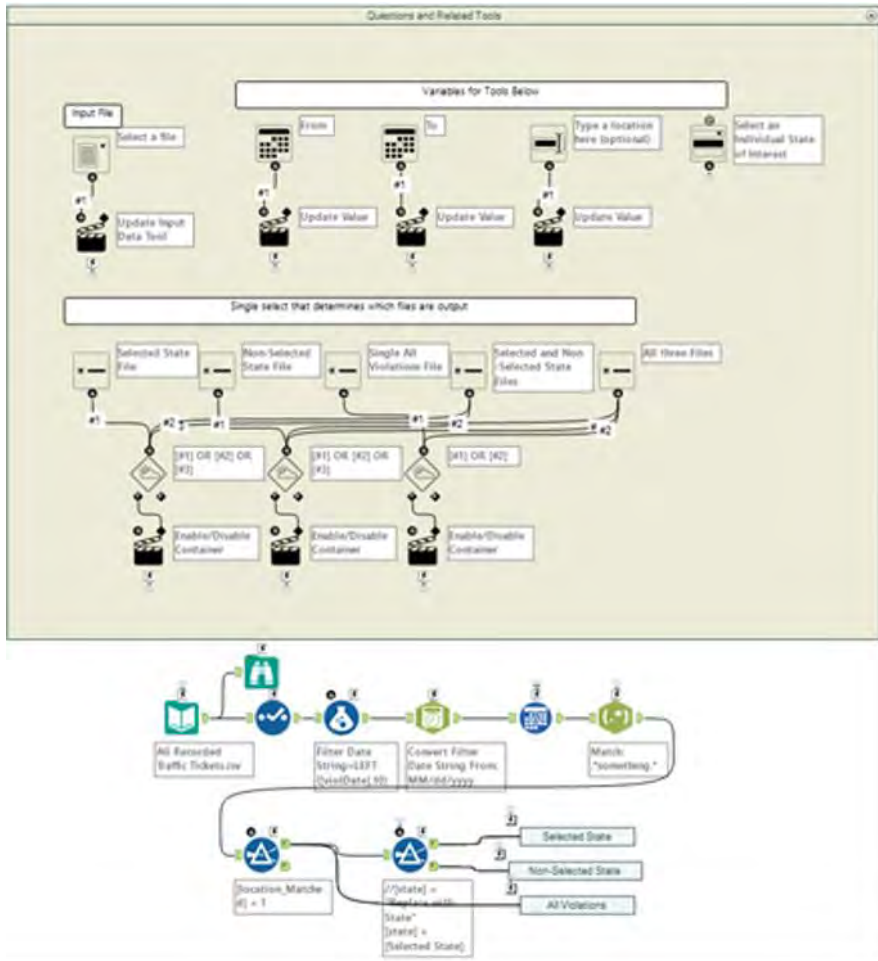 Questions and Related Tools
Variables for Tools Below
Input File
Select a file
From
To
Type a location
here (optional)
Select an
Individual State
of Interest
#1
#1
#1
#1
Update Input
Data Tool
Update Value
Update Value
Update Value
Single select that determines which files are output
Selected State
File
Non-Selected
State File
Single All
Violations File
Selected and Non
-Selected State
Files
All three Files
#1
#2
#1
#1
#2
#2
[#1] OR [#2] OR
[#3]
[#1] OR [#2] OR
[#3]
[#1] OR [#2]
Enable/Disable
Container
Enable/Disable
Container
Enable/Disable
Container
All Recorded
Traffic Tickets.csv
Filter Date
String=LEFT
([violDate],10)
Convert Filter
Date String From:
MM/dd/yyyy
Match:
.*something.*
[location_Matche
d] = 1
//[state] =
"Replace with
State"
[state] =
[Selected State]
Selected State
Non-Selected State
All Violations